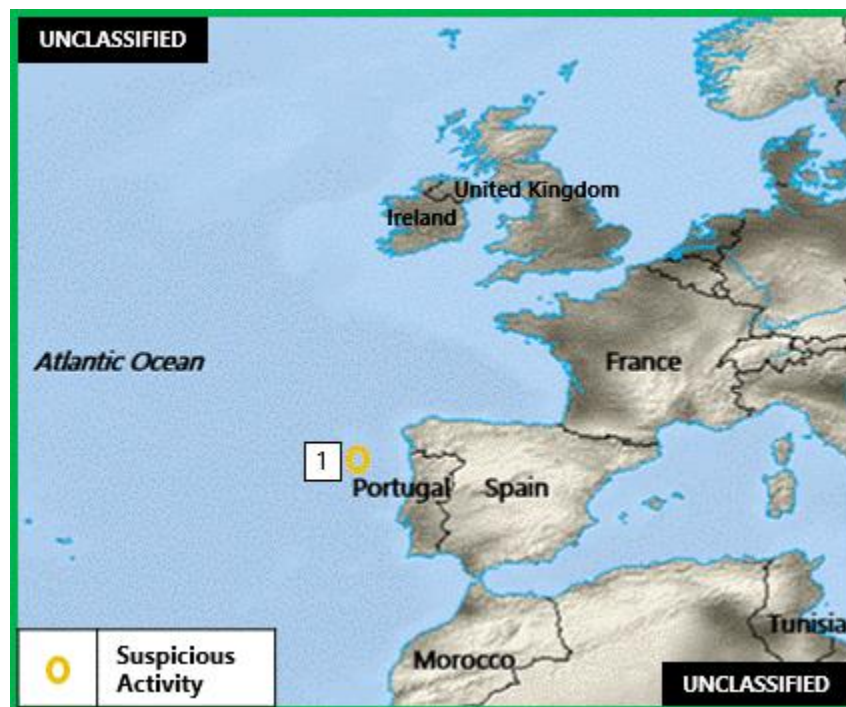 UNCLASSIFIED
United Kingdom
Ireland
Atlantic Ocean
France
1
Portugal
Spain
Tunisia
Suspicious
Activity
Morocco
UNCLASSIFIED